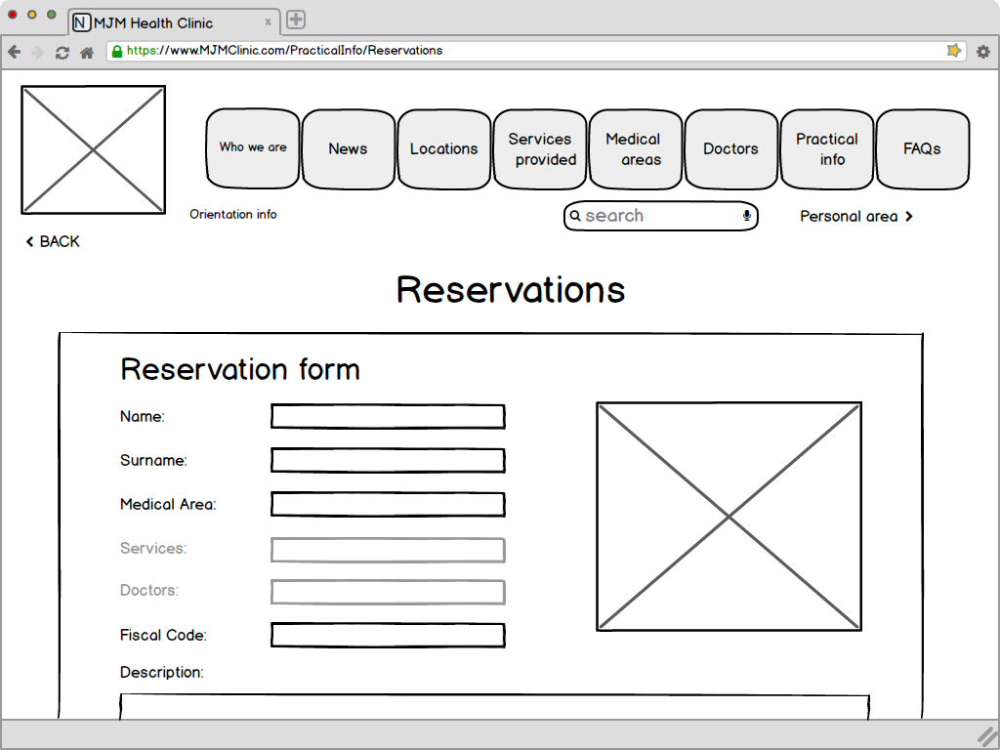 N MJM Health Clinic x
https://www.MJMClinic.com/PracticalInfo/Reservations
Who we are
News
Locations
Services
provided
Medical
areas
Doctors
Practical
info
FAQs
Orientation info
search
Personal area
BACK
Reservations
Reservation form
Name:
Surname:
Medical Area:
Services:
Doctors:
Fiscal Code:
Description: